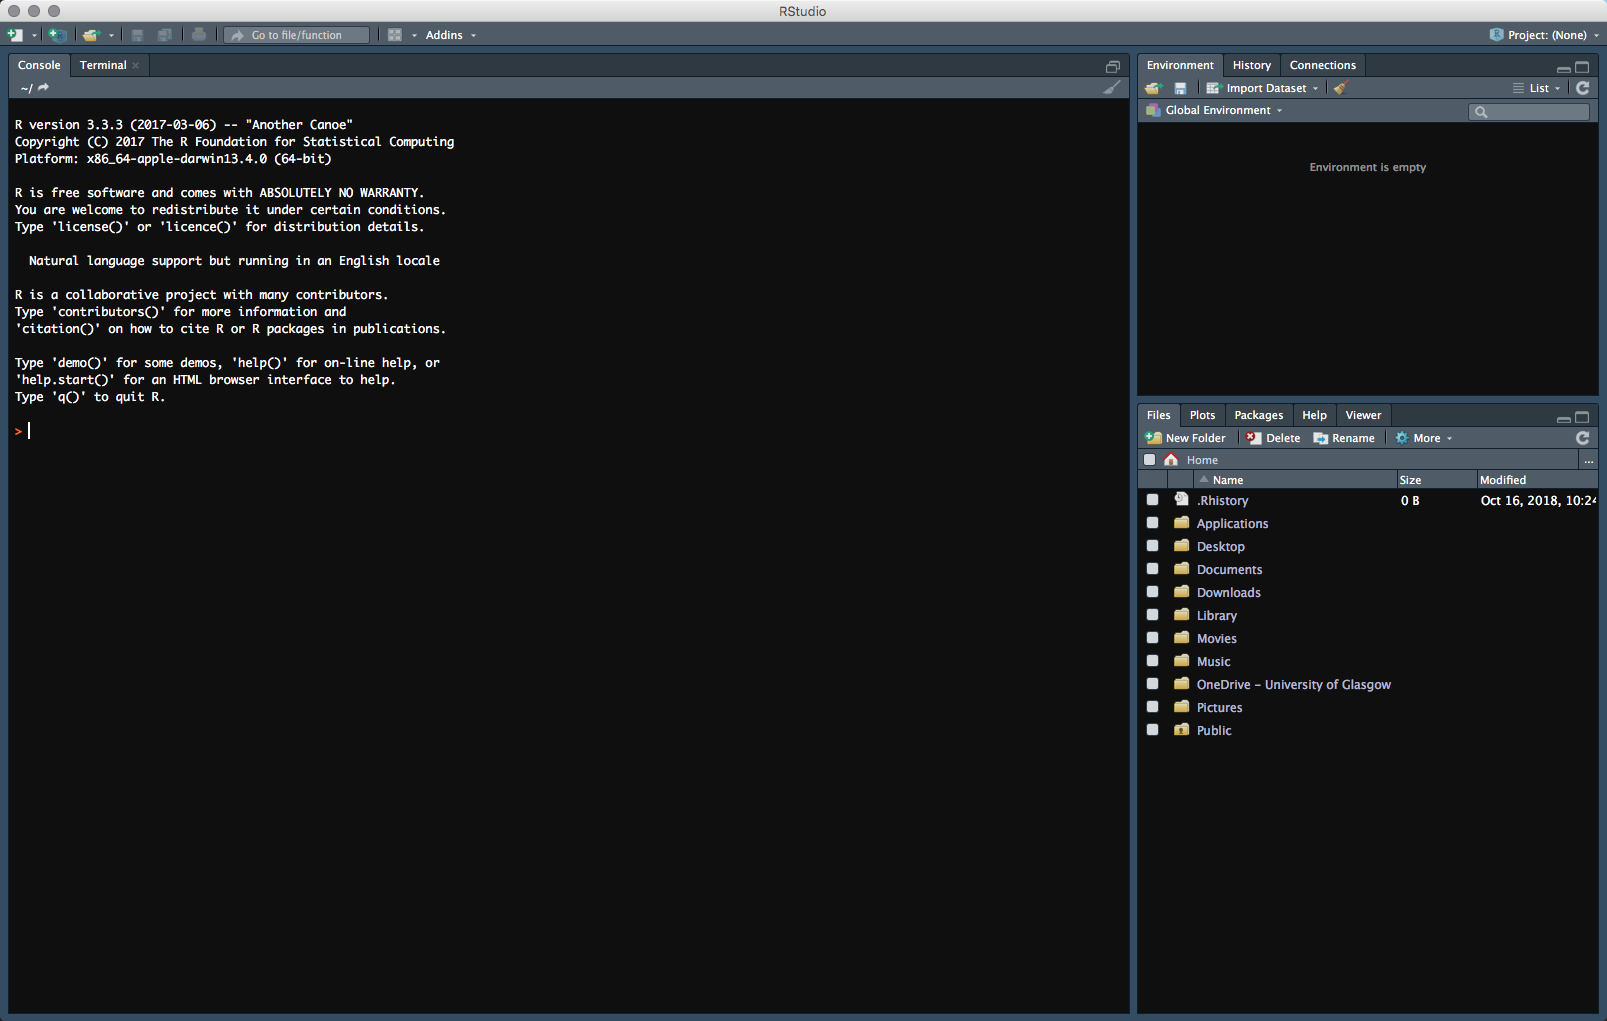 RStudio
Go to file/function
Addins
Project: (None)
Console
Terminal
~/
R version 3.3.3 (2017-03-06) -- "Another Canoe"
Copyright (C) 2017 The R Foundation for Statistical Computing
Platform: x86_64-apple-darwin13.4.0 (64-bit)
R is free software and comes with ABSOLUTELY NO WARRANTY.
You are welcome to redistribute it under certain conditions.
Type 'license()' or 'licence()' for distribution details.
Natural language support but running in an English locale
R is a collaborative project with many contributors.
Type 'contributors()' for more information and
'citation()' on how to cite R or R packages in publications.
Type 'demo()' for some demos, 'help()' for on-line help, or
'help.start()' for an HTML browser interface to help.
Type 'q()' to quit R.
>
Environment History Connections
Import Dataset List
Global Environment
Environment is empty
Files Plots Packages Help Viewer
New Folder Delete Rename More
Home ...
Name Size Modified
.Rhistory 0 B Oct 16, 2018, 10:24
Applications
Desktop
Documents
Downloads
Library
Movies
Music
OneDrive – University of Glasgow
Pictures
Public